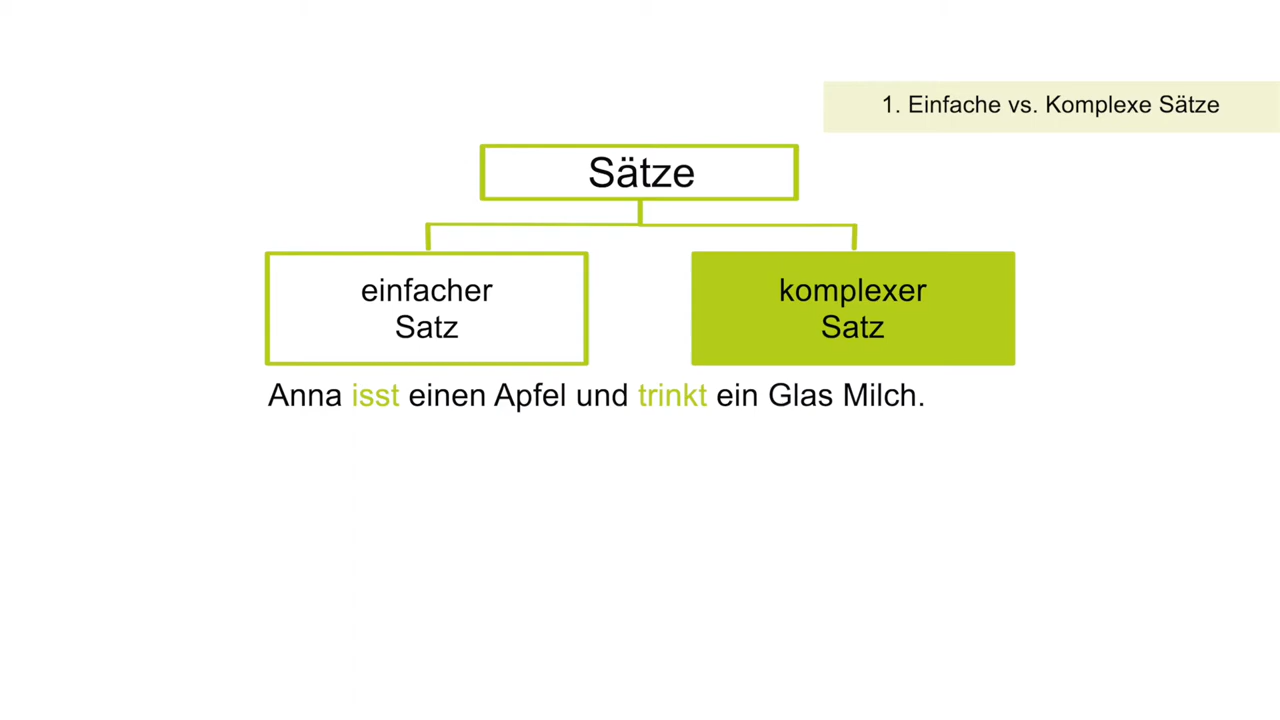 1. Einfache vs. Komplexe Sätze
Sätze
einfacher
Satz
komplexer
Satz
Anna isst einen Apfel und trinkt ein Glas Milch.